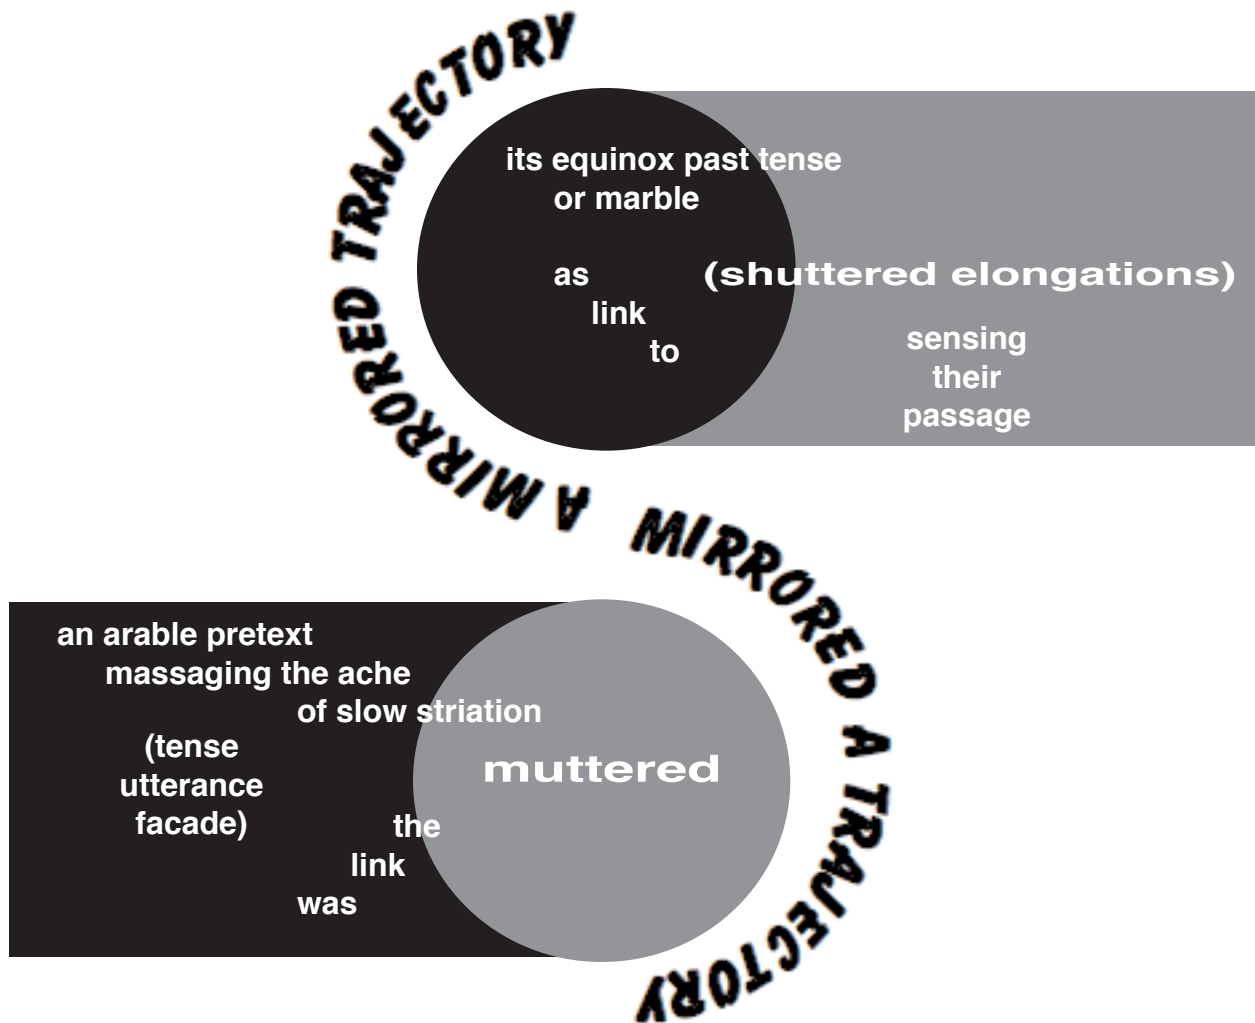 A MIRRORED TRAJECTORY
its equinox past tense
or marble
as
link
to
(shuttered elongations)
sensing
their
passage
MIRRORED A TRAJECTORY
an arable pretext
massaging the ache
of slow striation
(tense
utterance
facade)
muttered
the
link
was